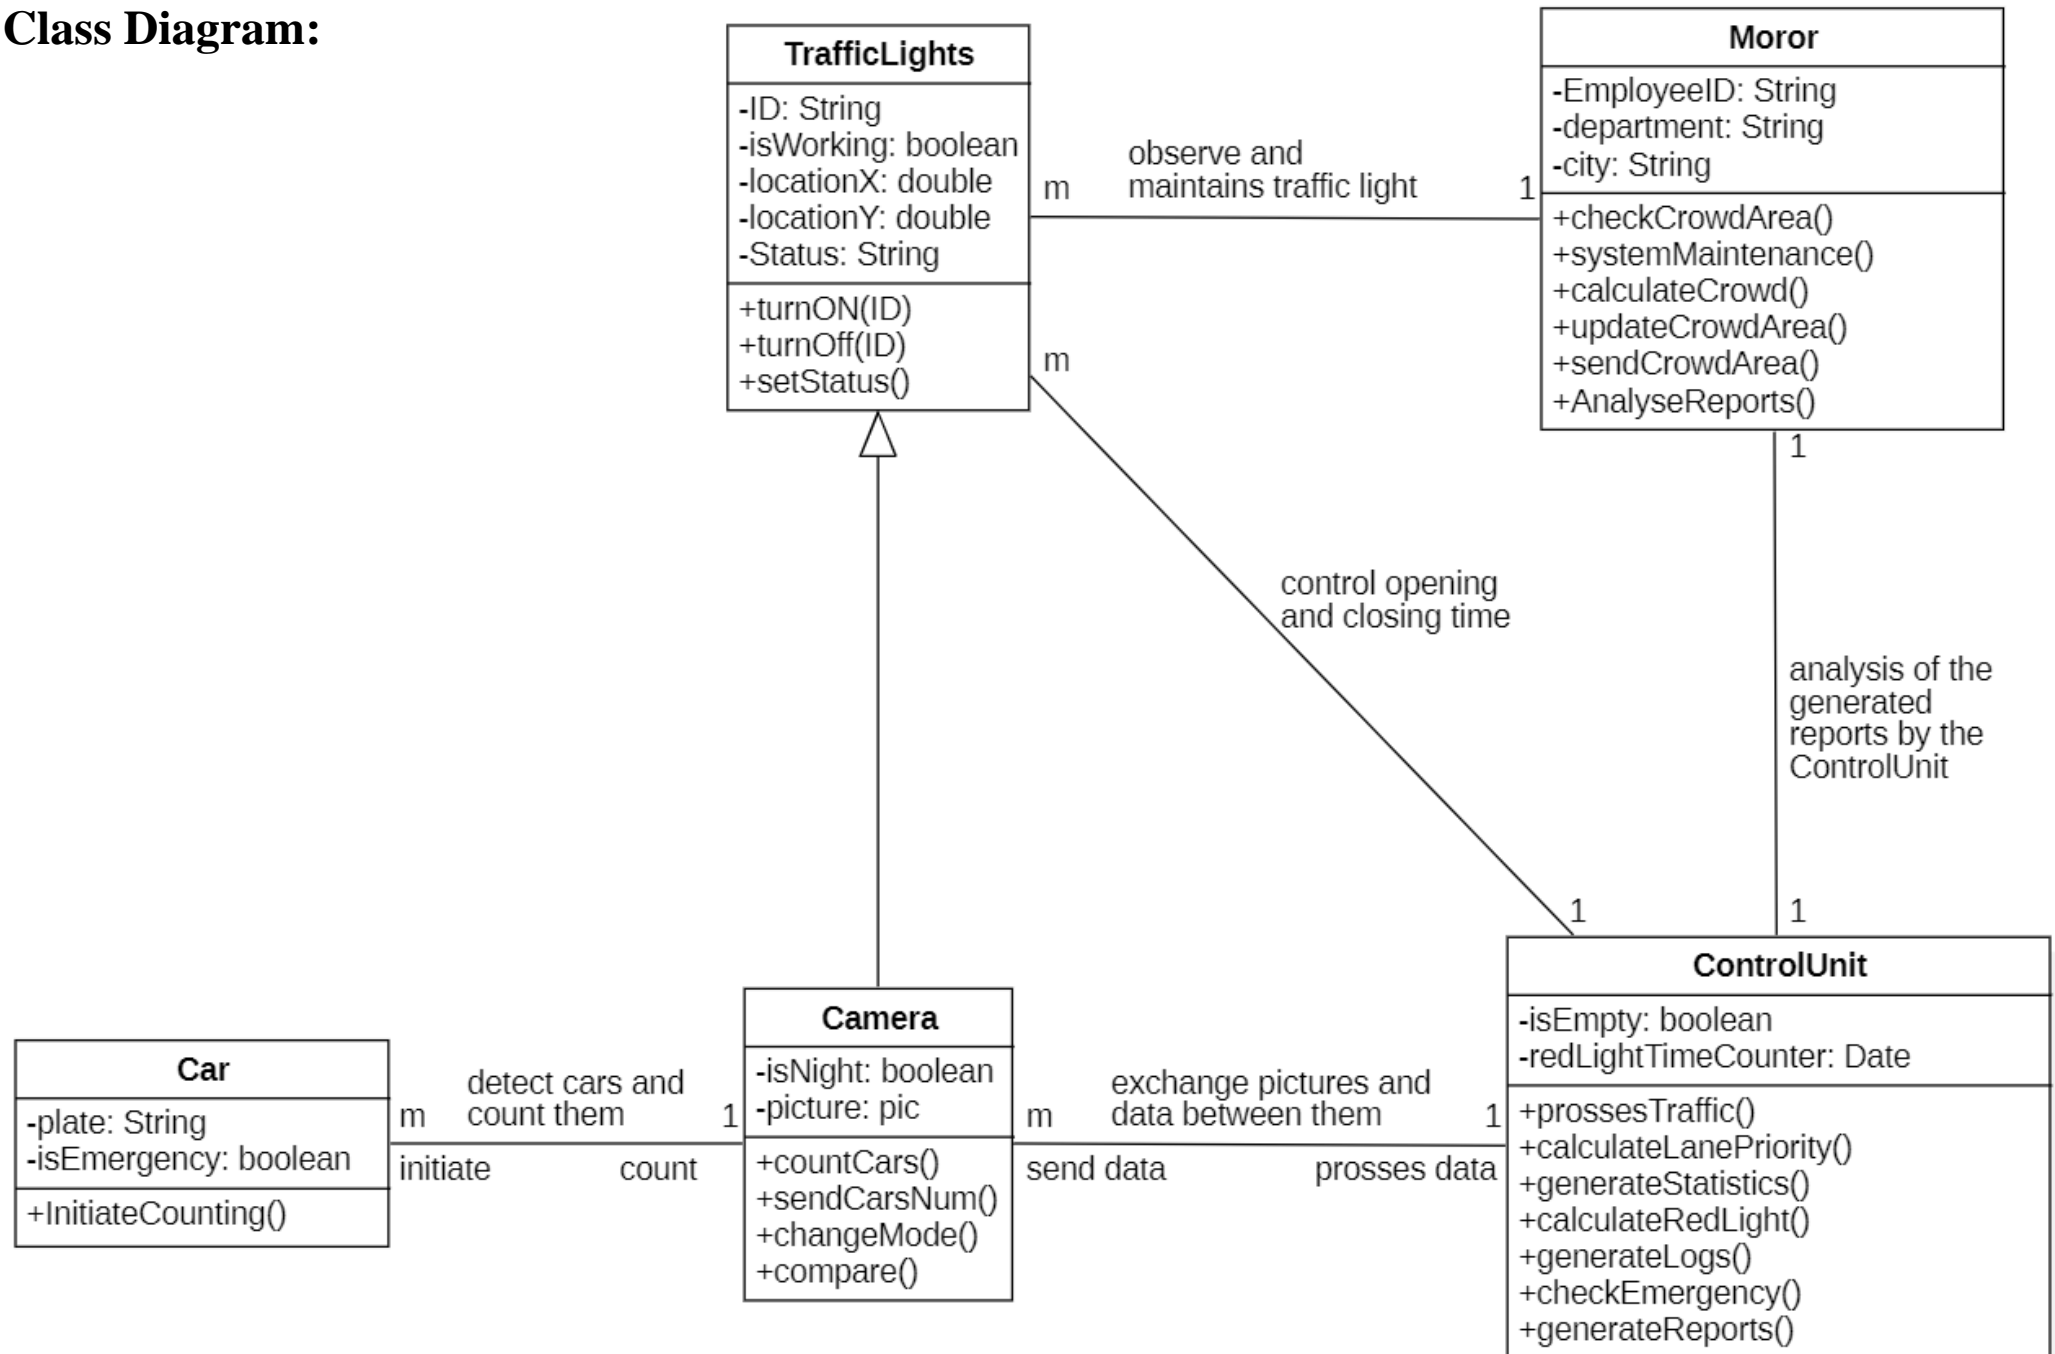 Class Diagram:
TrafficLights
-ID: String
-isWorking: boolean
-locationX: double
-locationY: double
-Status: String
+turnON(ID)
+turnOff(ID)
+setStatus()
m
observe and
maintains traffic light
1
Moror
-EmployeeID: String
-department: String
-city: String
+checkCrowdArea()
+systemMaintenance()
+calculateCrowd()
+updateCrowdArea()
+sendCrowdArea()
+AnalyseReports()
m
control opening
and closing time
1
1
analysis of the
generated
reports by the
ControlUnit
1
Car
-plate: String
-isEmergency: boolean
+InitiateCounting()
m
detect cars and
count them
1
initiate
count
Camera
-isNight: boolean
-picture: pic
+countCars()
+sendCarsNum()
+changeMode()
+compare()
m
exchange pictures and
data between them
1
send data
prosses data
ControlUnit
-isEmpty: boolean
-redLightTimeCounter: Date
+prossesTraffic()
+calculateLanePriority()
+generateStatistics()
+calculateRedLight()
+generateLogs()
+checkEmergency()
+generateReports()